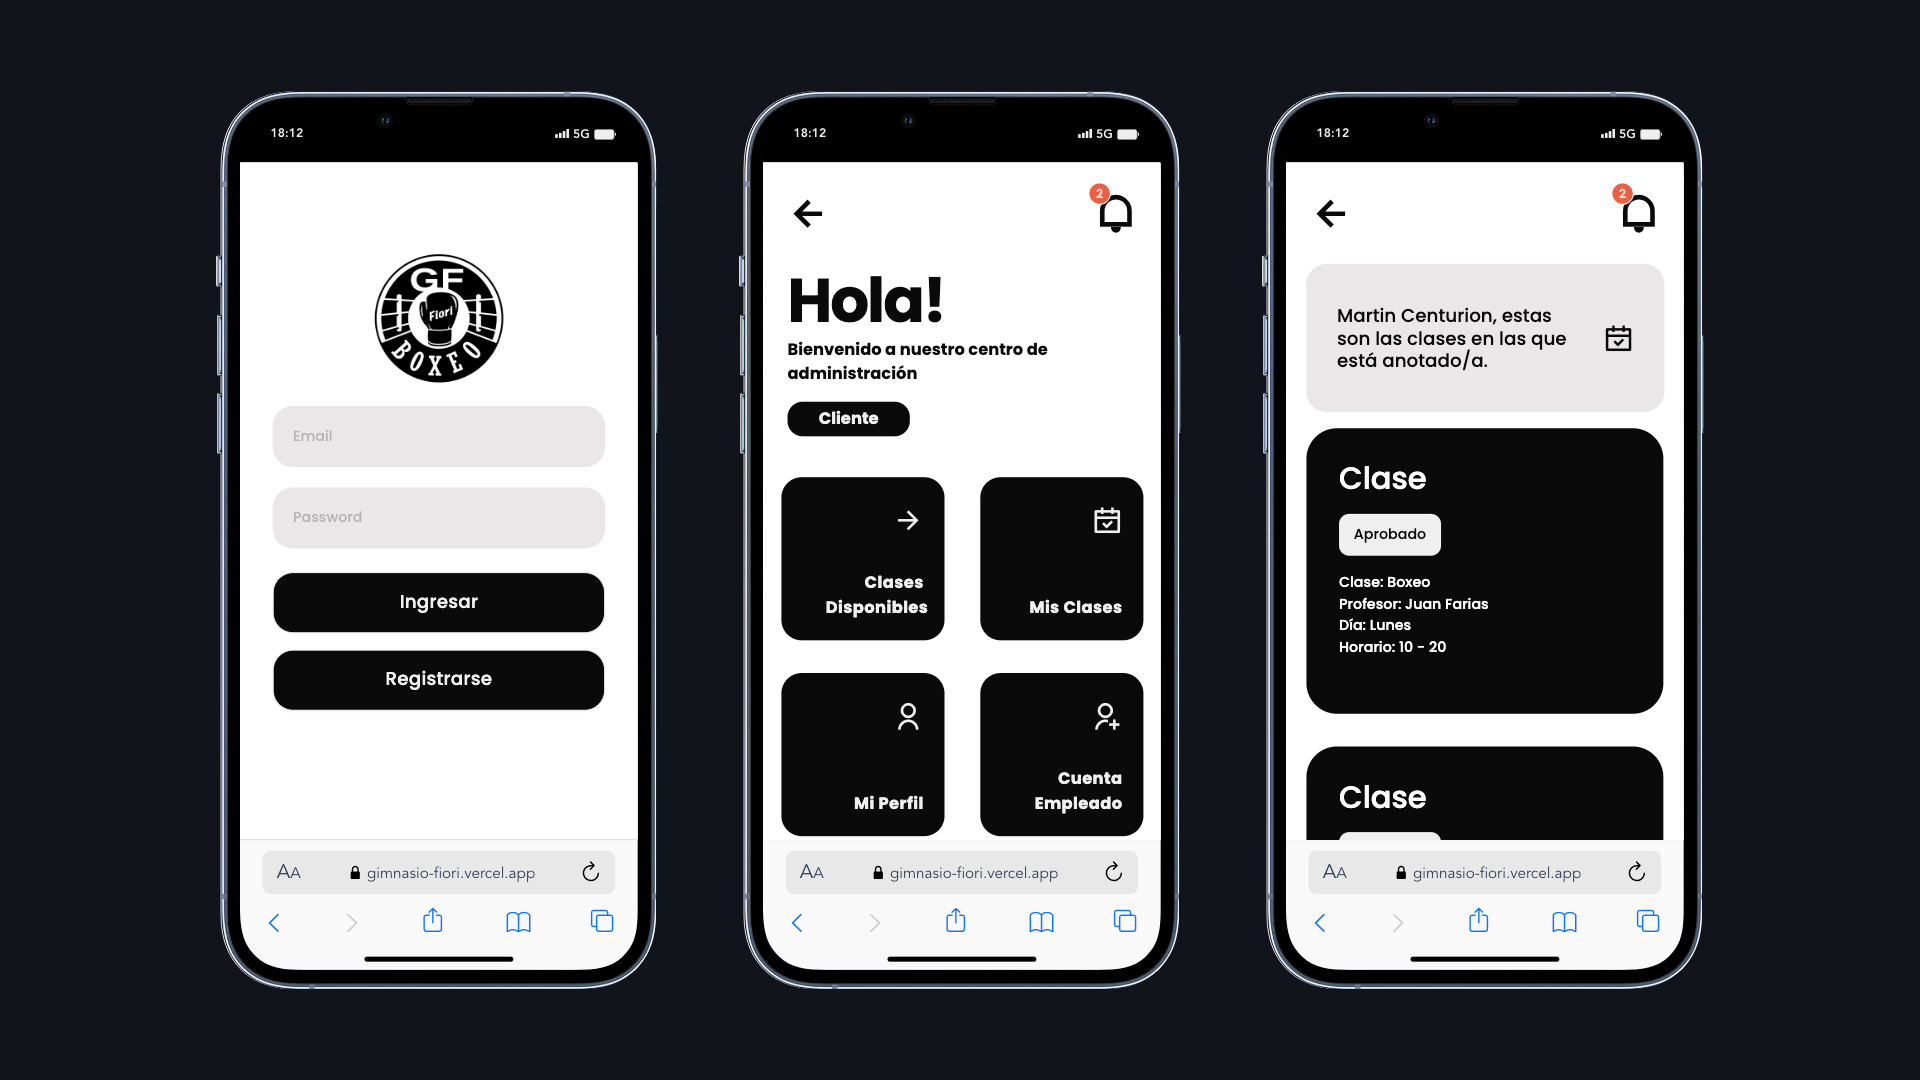 18:12
5G
GF
Fiori
BOXEO
Email
Password
Ingresar
Registrarse
AA
gimnasio-fiori.vercel.app
18:12
5G
2
Hola!
Bienvenido a nuestro centro de
administración
Cliente
Clases
Disponibles
Mis Clases
Mi Perfil
Cuenta
Empleado
AA
gimnasio-fiori.vercel.app
18:12
5G
2
Martin Centurion, estas
son las clases en las que
está anotado/a.
Clase
Aprobado
Clase: Boxeo
Profesor: Juan Farias
Día: Lunes
Horario: 10 - 20
Clase
AA
gimnasio-fiori.vercel.app